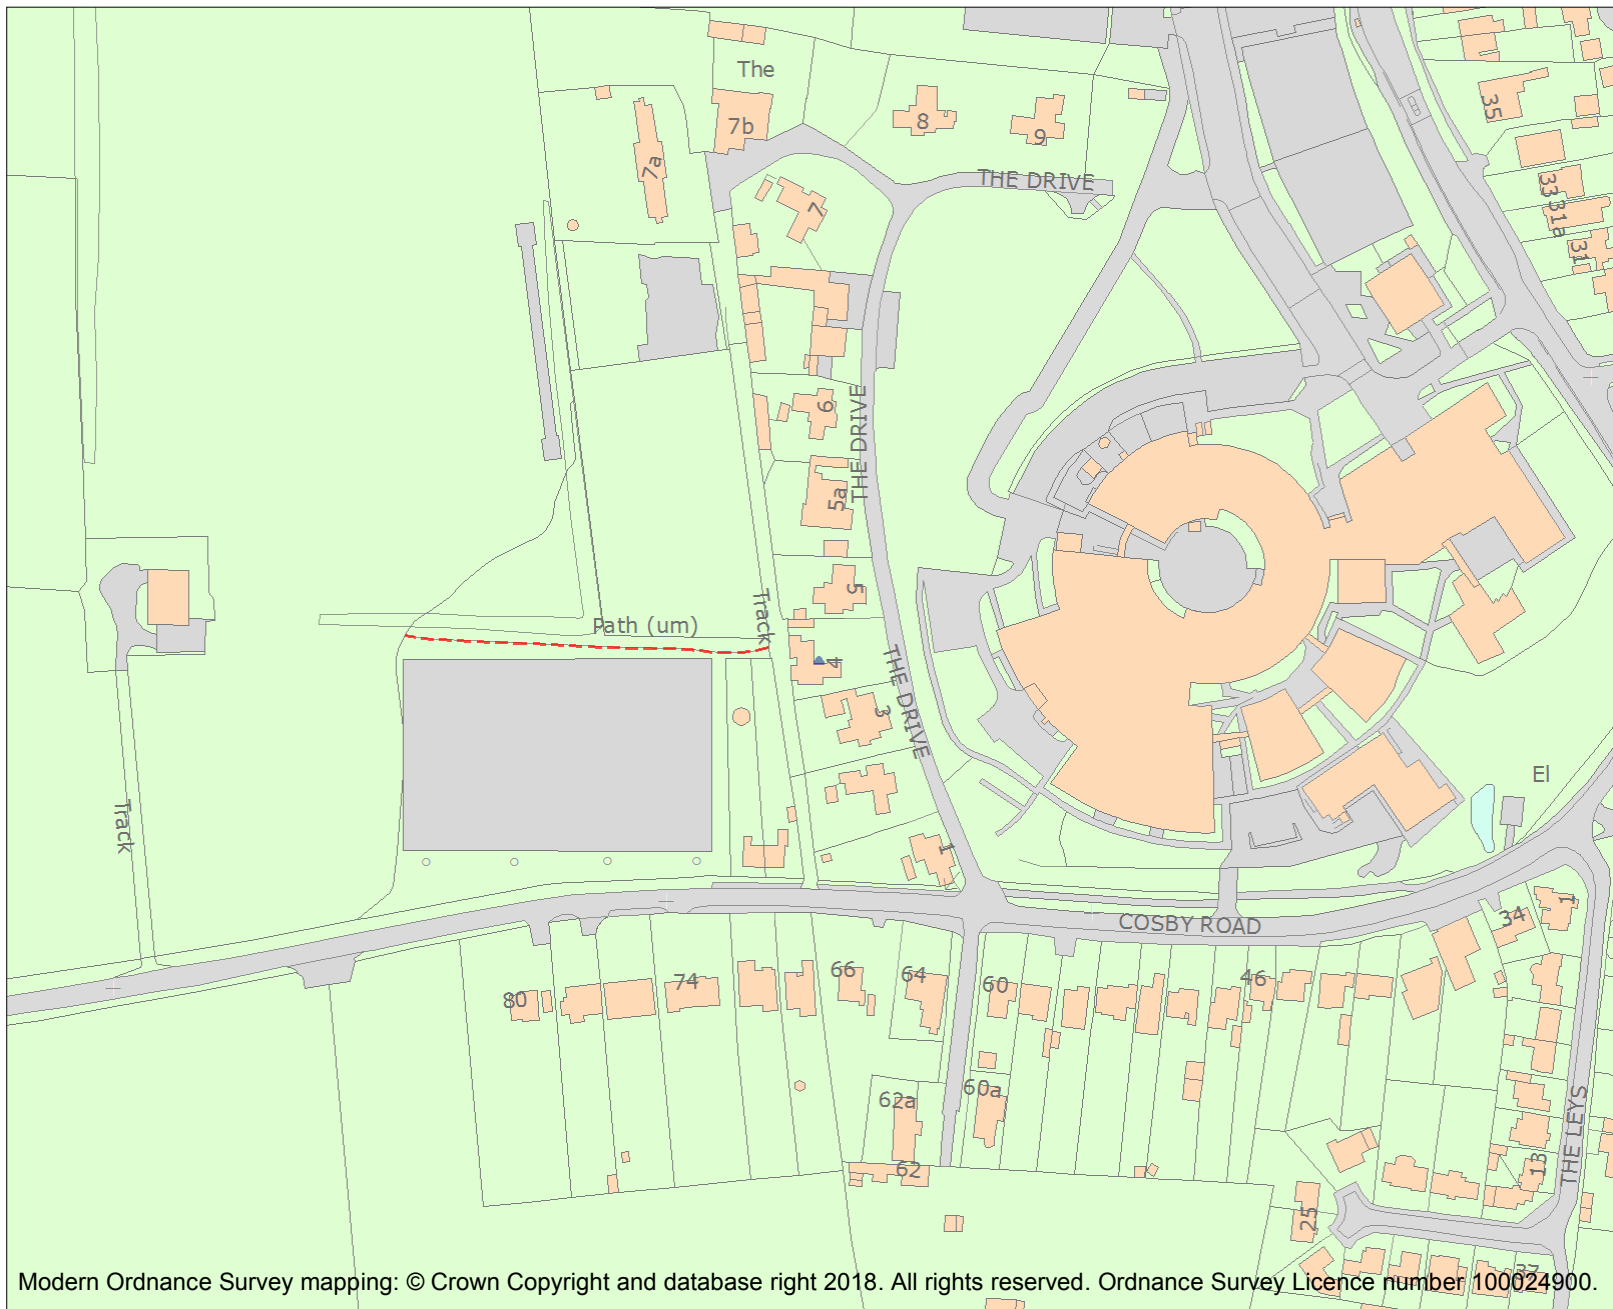 The
7b
8
9
35
7a
THE DRIVE
33
31a
7
31
6
THE DRIVE
5a
5
Track
Path (um)
4
THE DRIVE
3
El
Track
1
1
34
COSBY ROAD
80
74
66
64
60
46
62a
60a
THE LEYS
62
13
25
37
Modern Ordnance Survey mapping: © Crown Copyright and database right 2018. All rights reserved. Ordnance Survey Licence number 100024900.